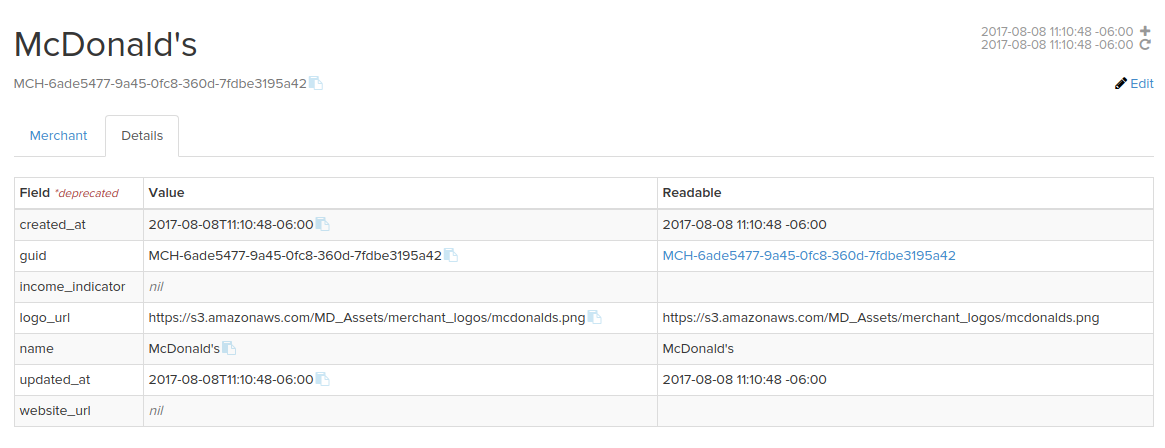 McDonald's
2017-08-08 11:10:48 -06:00
2017-08-08 11:10:48 -06:00
MCH-6ade5477-9a45-0fc8-360d-7fdbe3195a42
Edit
Merchant Details
Field *deprecated Value Readable
created_at 2017-08-08T11:10:48-06:00 2017-08-08 11:10:48 -06:00
guid MCH-6ade5477-9a45-0fc8-360d-7fdbe3195a42 MCH-6ade5477-9a45-0fc8-360d-7fdbe3195a42
income_indicator nil
logo_url https://s3.amazonaws.com/MD_Assets/merchant_logos/mcdonalds.png https://s3.amazonaws.com/MD_Assets/merchant_logos/mcdonalds.png
name McDonald's McDonald's
updated_at 2017-08-08T11:10:48-06:00 2017-08-08 11:10:48 -06:00
website_url nil